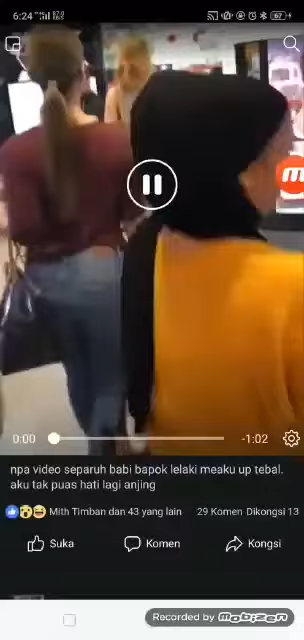 6:24
67
m
0:00
-1:02
npa video separuh babi bapok lelaki meaku up tebal.
aku tak puas hati lagi anjing
Mith Timban dan 43 yang lain
29 Komen Dikongsi 13
Suka
Komen
Kongsi
Recorded by mobizen